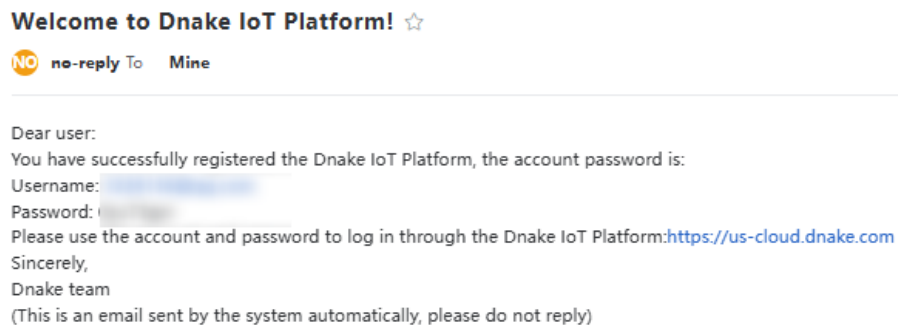 Welcome to Dnake IoT Platform!
NO no-reply To Mine
Dear user:
You have successfully registered the Dnake IoT Platform, the account password is:
Username:
Password:
Please use the account and password to log in through the Dnake IoT Platform:https://us-cloud.dnake.com
Sincerely,
Dnake team
(This is an email sent by the system automatically, please do not reply)